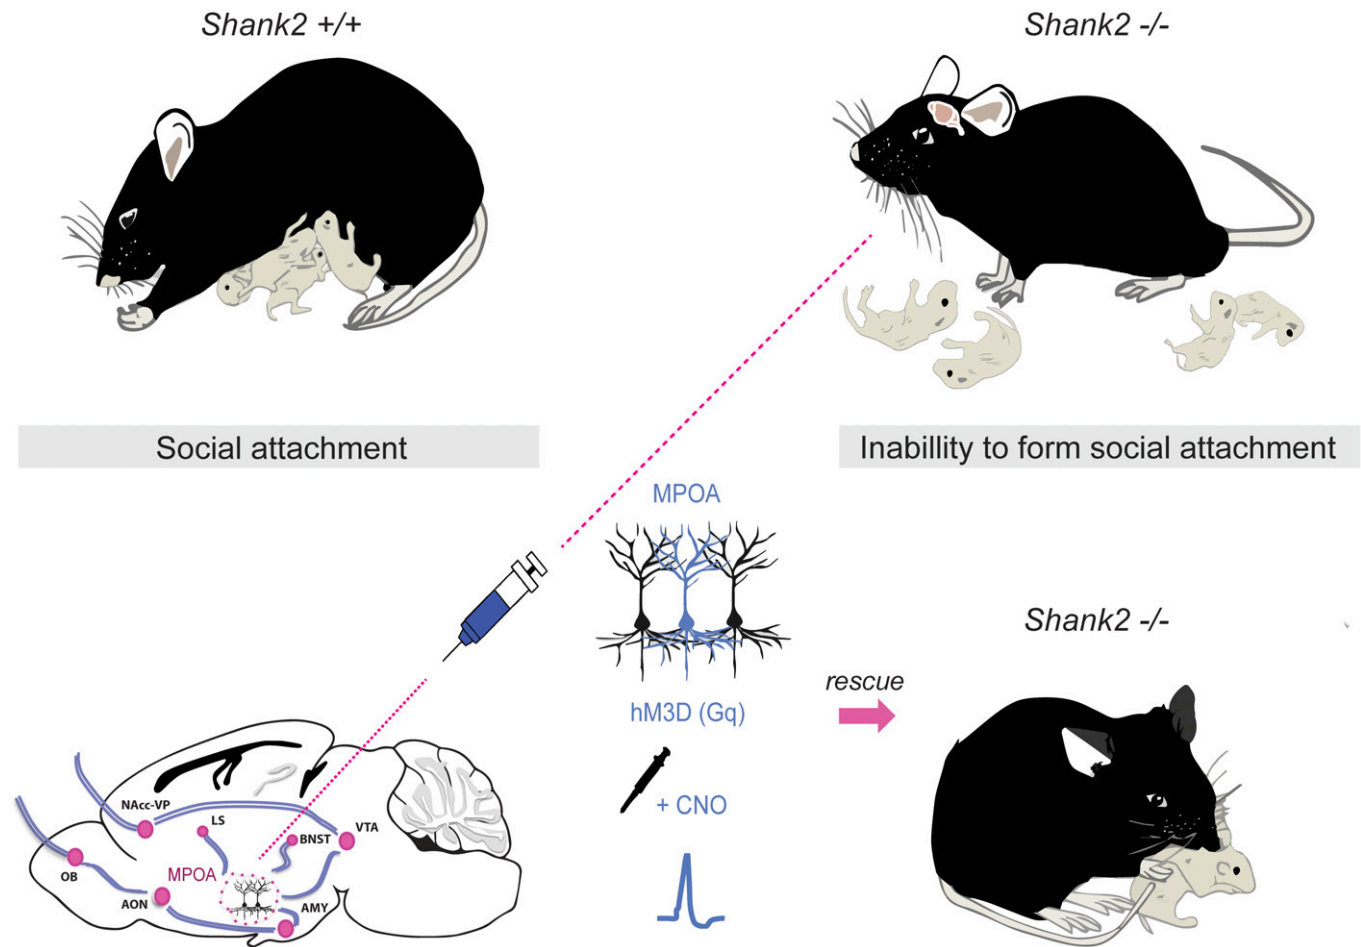 Shank2 +/+
Shank2 -/-
Social attachment
Inabillity to form social attachment
MPOA
Shank2 -/-
rescue
hM3D (Gq)
+ CNO
NAcc-VP
LS
BNST
VTA
OB
MPOA
AON
AMY